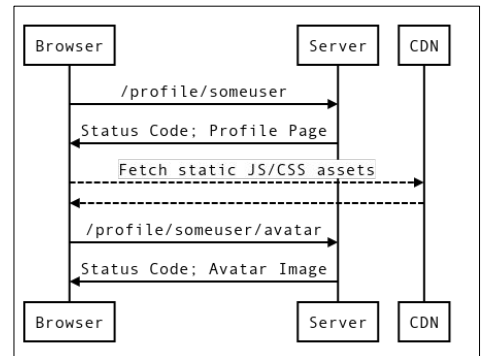 Browser
Server
CDN
/profile/someuser
Status Code; Profile Page
Fetch static JS/CSS assets
/profile/someuser/avatar
Status Code; Avatar Image
Browser
Server
CDN